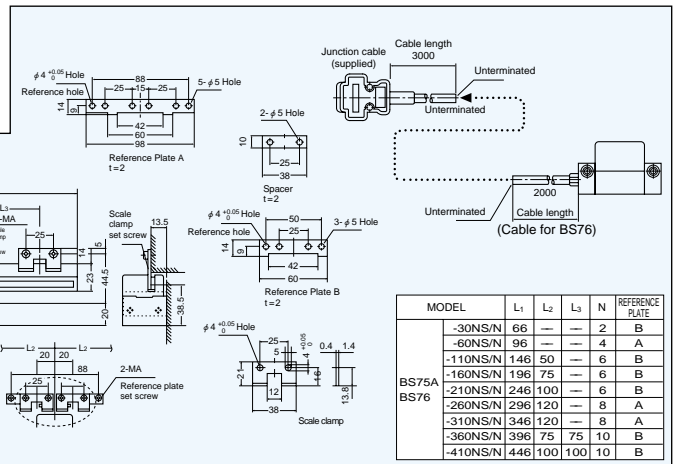 Junction cable
(supplied)
Cable length
3000
Unterminated
Unterminated
2000
Unterminated
Cable length
(Cable for BS76)
φ4 +0.05 0 Hole
Reference hole
88
25
15
25
5-φ5 Hole
14
9
42
60
98
Reference Plate A
t=2
2-φ5 Hole
10
25
38
Spacer
t=2
φ4 +0.05 0 Hole
Reference hole
50
25
3-φ5 Hole
14
9
42
60
Reference Plate B
t=2
L3
-MA
25
5
14
23
44.5
20
Scale
clamp
set screw
13.5
38.5
L2
L2
20
20
25
88
2-MA
Reference plate
set screw
φ4 +0.05 0 Hole
25
5
4 +0.05 0
0.4
1.4
21
12
16
13.8
38
Scale clamp
MODEL L1 L2 L3 N REFERENCE PLATE
BS75A
BS76
-30NS/N 66 — — 2 B
-60NS/N 96 — — 4 A
-110NS/N 146 50 — 6 B
-160NS/N 196 75 — 6 B
-210NS/N 246 100 — 6 B
-260NS/N 296 120 — 8 A
-310NS/N 346 120 — 8 A
-360NS/N 396 75 75 10 B
-410NS/N 446 100 100 10 B